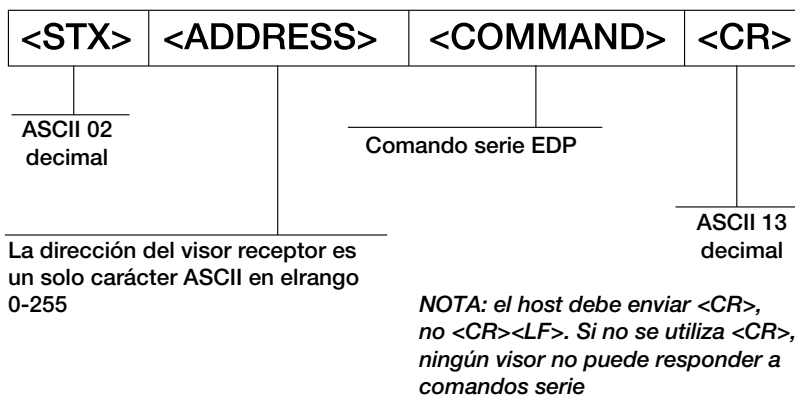 <STX> <ADDRESS> <COMMAND> <CR>
ASCII 02
decimal
Comando serie EDP
ASCII 13
decimal
La dirección del visor receptor es
un solo carácter ASCII en elrango
0-255
NOTA: el host debe enviar <CR>,
no <CR><LF>. Si no se utiliza <CR>,
ningún visor no puede responder a
comandos serie